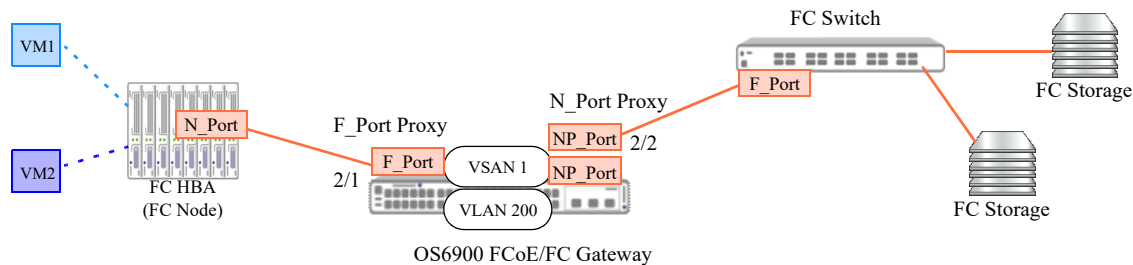 FC Switch
VM1
F_Port
FC Storage
N_Port Proxy
N_Port
F_Port Proxy
NP_Port
2/2
VM2
F_Port
VSAN 1
NP_Port
2/1
FC HBA
(FC Node)
VLAN 200
FC Storage
OS6900 FCoE/FC Gateway